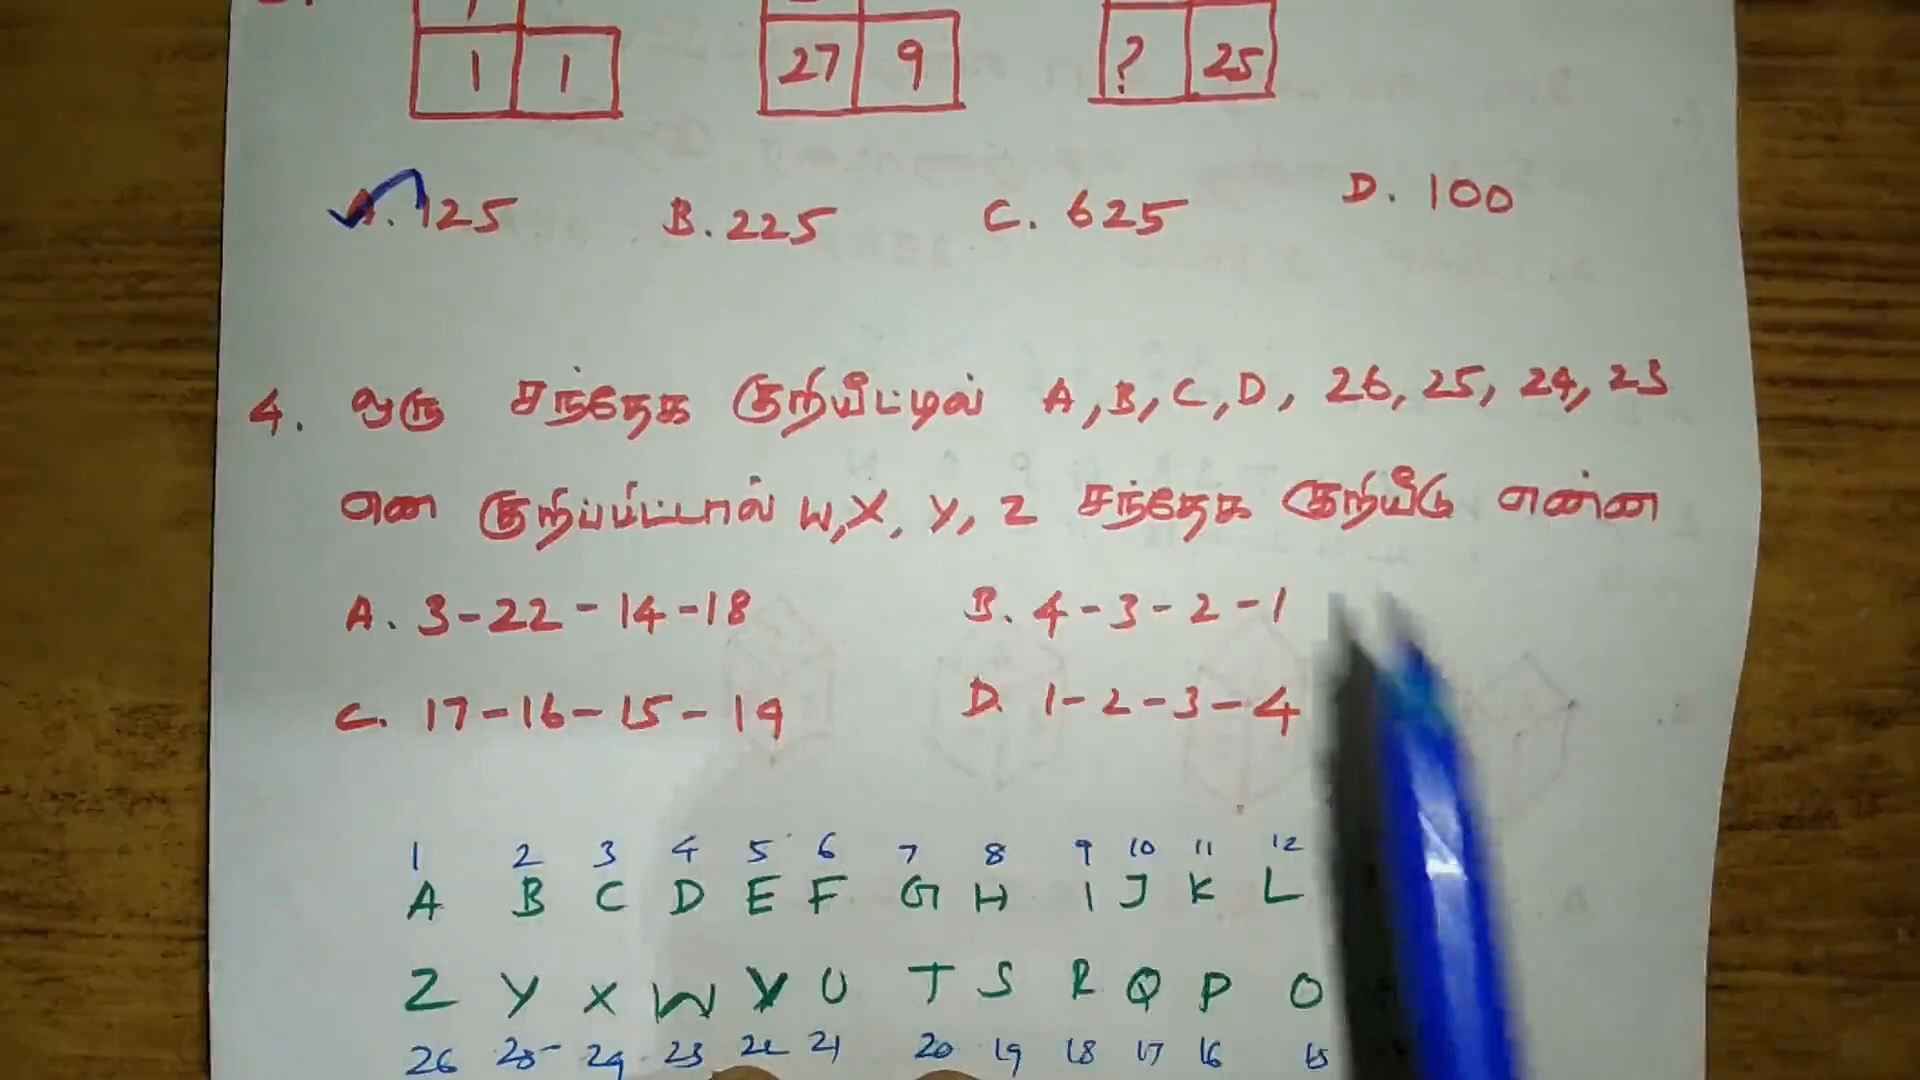 1 1 27 9 ? 25
A. 125 B. 225 C. 625 D. 100
4. ஒரு சந்தேக குறியீட்டில் A, B, C, D, 26, 25, 24, 23
என குறிப்பிட்டால் W, X, Y, Z சந்தேக குறியீடு என்ன
A. 3-22-14-18 B. 4-3-2-1
C. 17-16-15-14 D. 1-2-3-4
1 2 3 4 5 6 7 8 9 10 11 12
A B C D E F G H I J K L
Z Y X W V U T S R Q P O
26 25 24 23 22 21 20 19 18 17 16 15